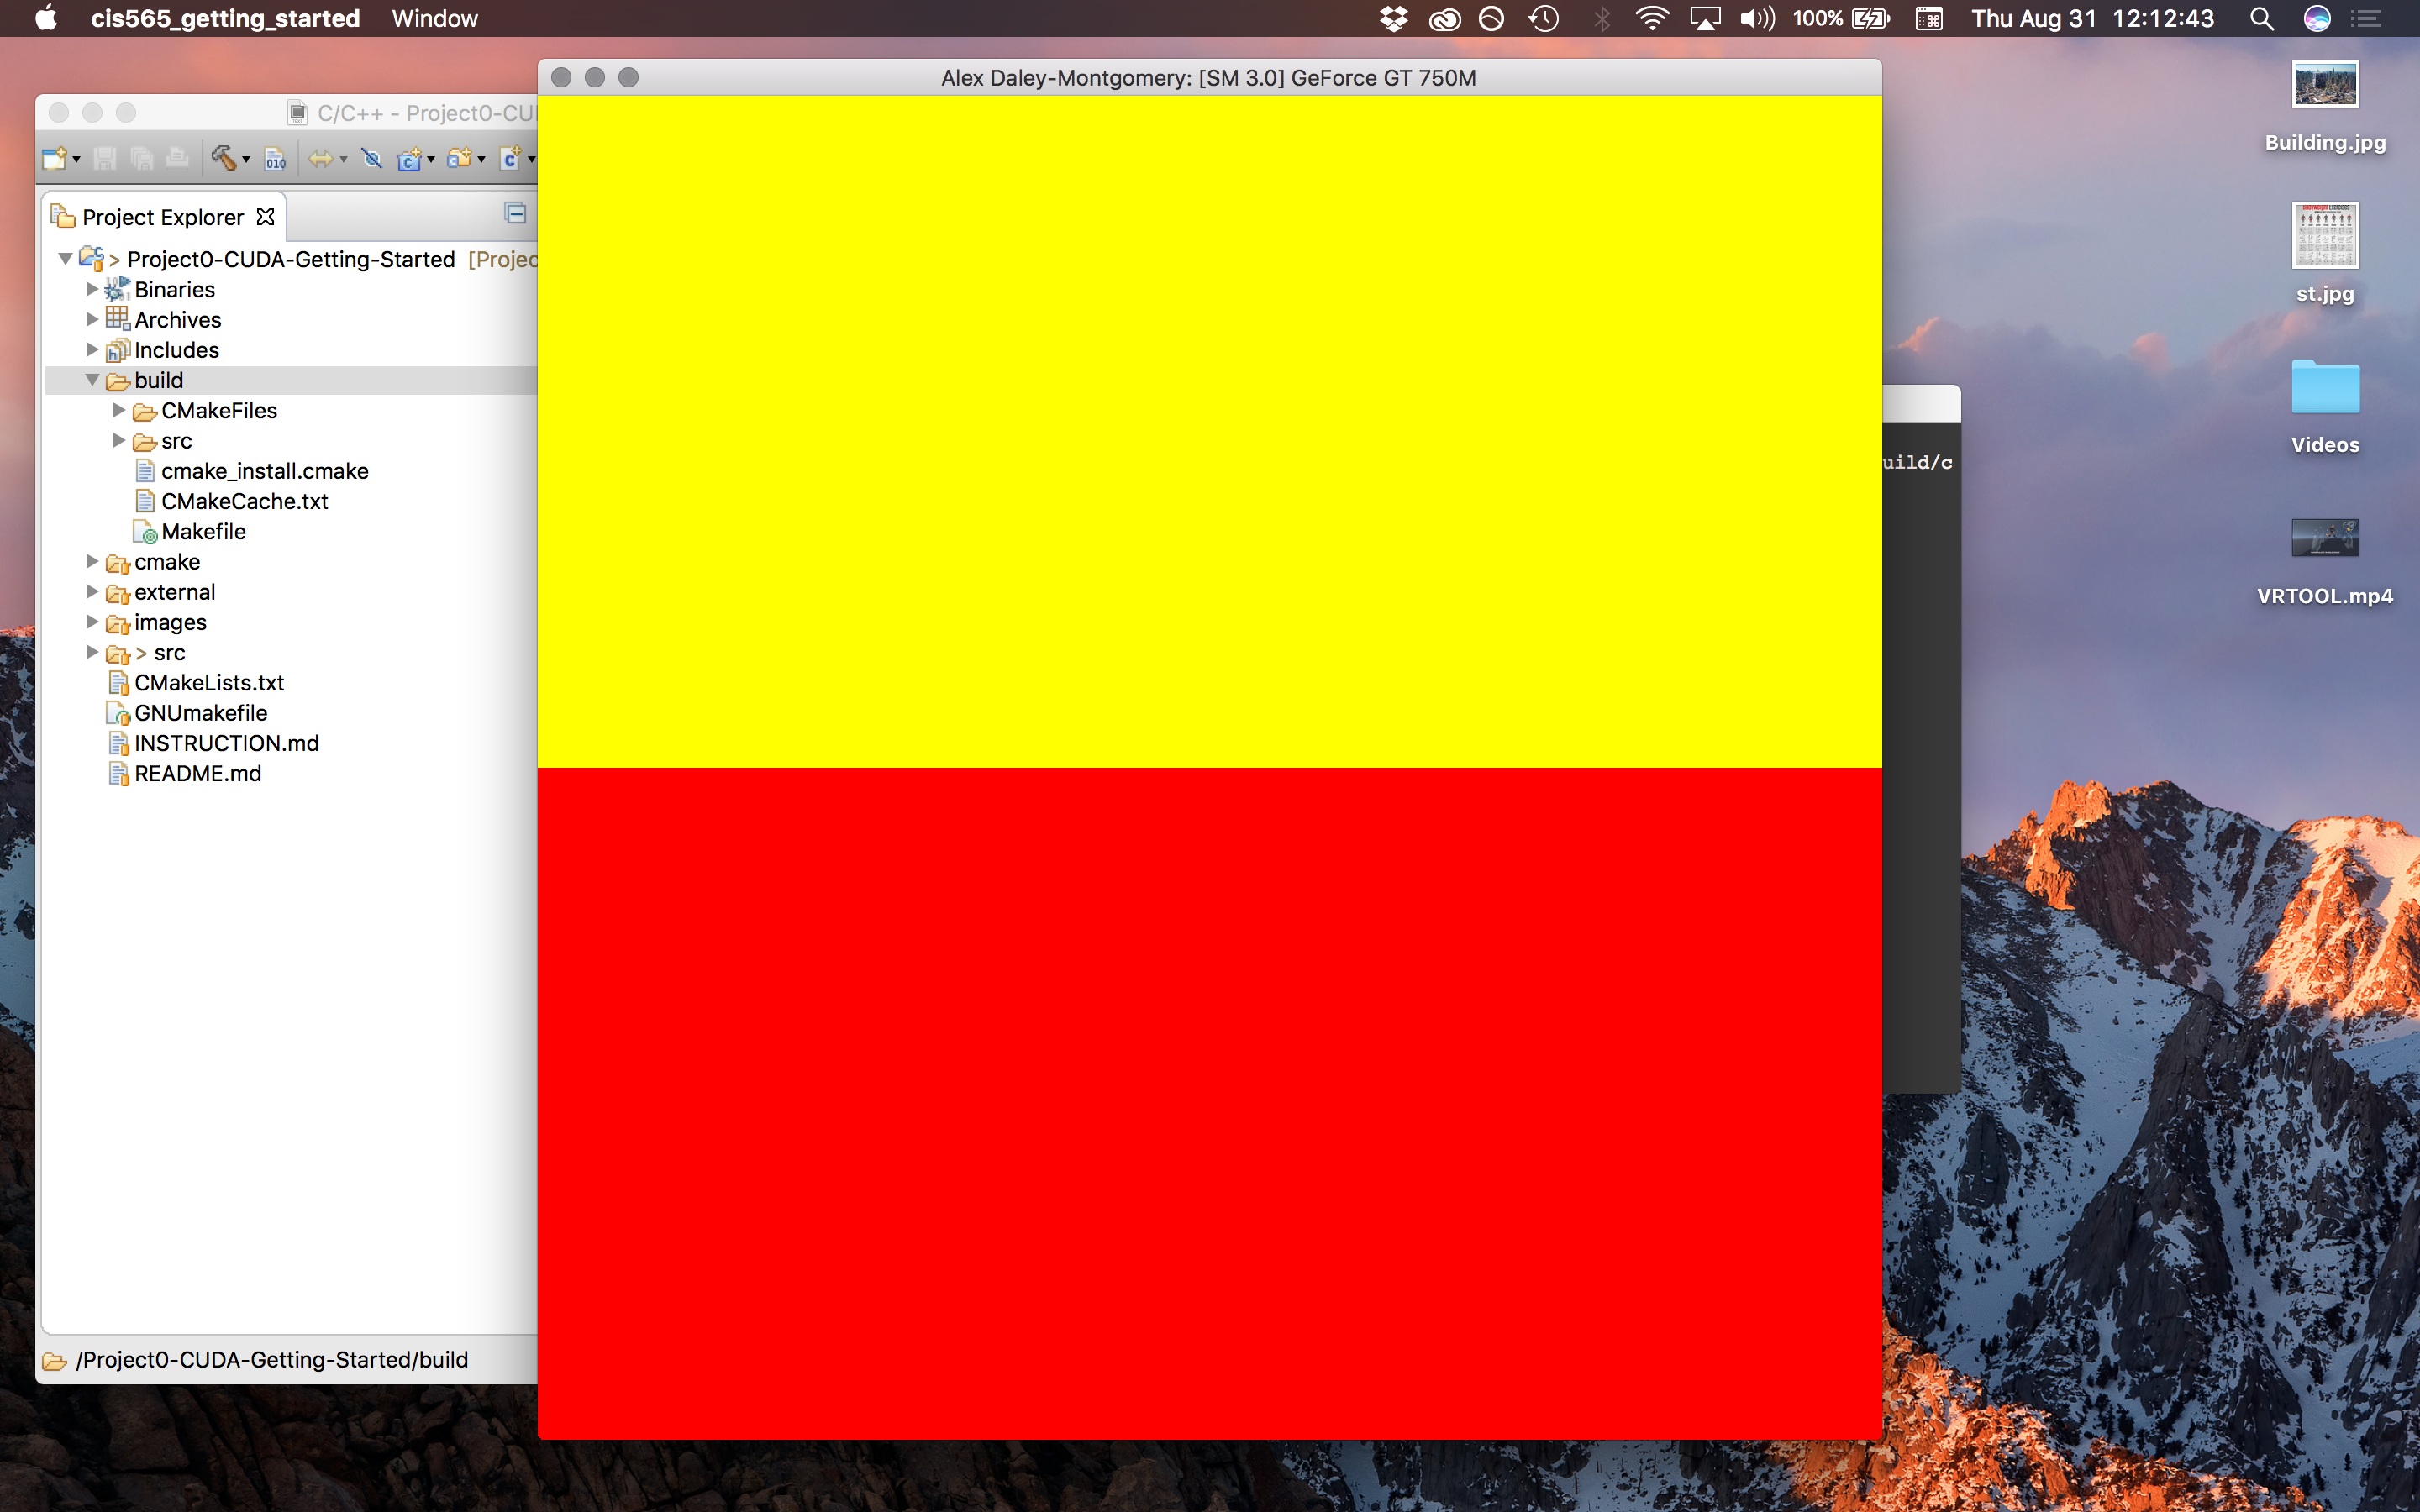 cis565_getting_started Window 100% Thu Aug 31 12:12:43
Alex Daley-Montgomery: [SM 3.0] GeForce GT 750M
C/C++ - Project0-CU
Project Explorer
> Project0-CUDA-Getting-Started [Projec
Binaries
Archives
Includes
build
CMakeFiles
src
cmake_install.cmake
CMakeCache.txt
Makefile
cmake
external
images
> src
CMakeLists.txt
GNUmakefile
INSTRUCTION.md
README.md
/Project0-CUDA-Getting-Started/build
uild/c
Building.jpg
st.jpg
Videos
VRTOOL.mp4